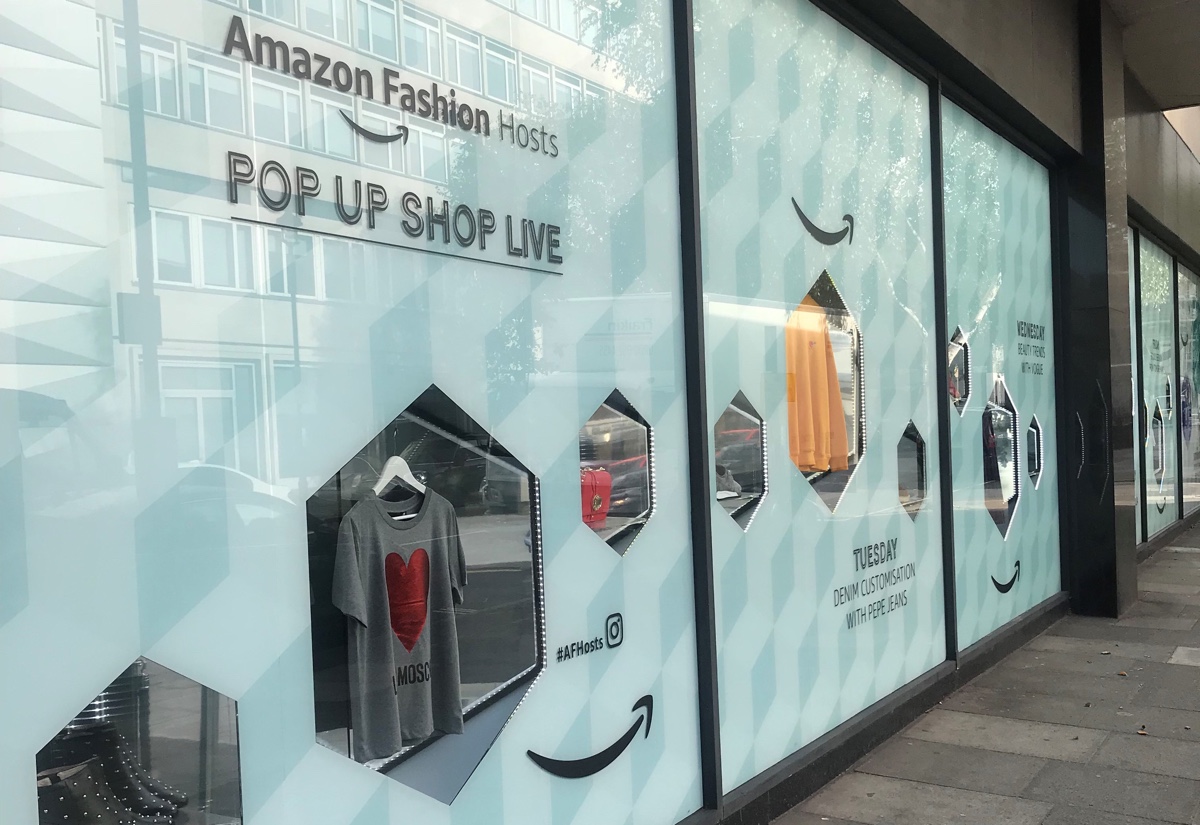 Amazon Fashion Hosts
POP UP SHOP LIVE
MOSC
#AFHosts
TUESDAY
DENIM CUSTOMISATION
WITH PEPE JEANS
WEDNESDAY
BEAUTY TRENDS
WITH VOGUE